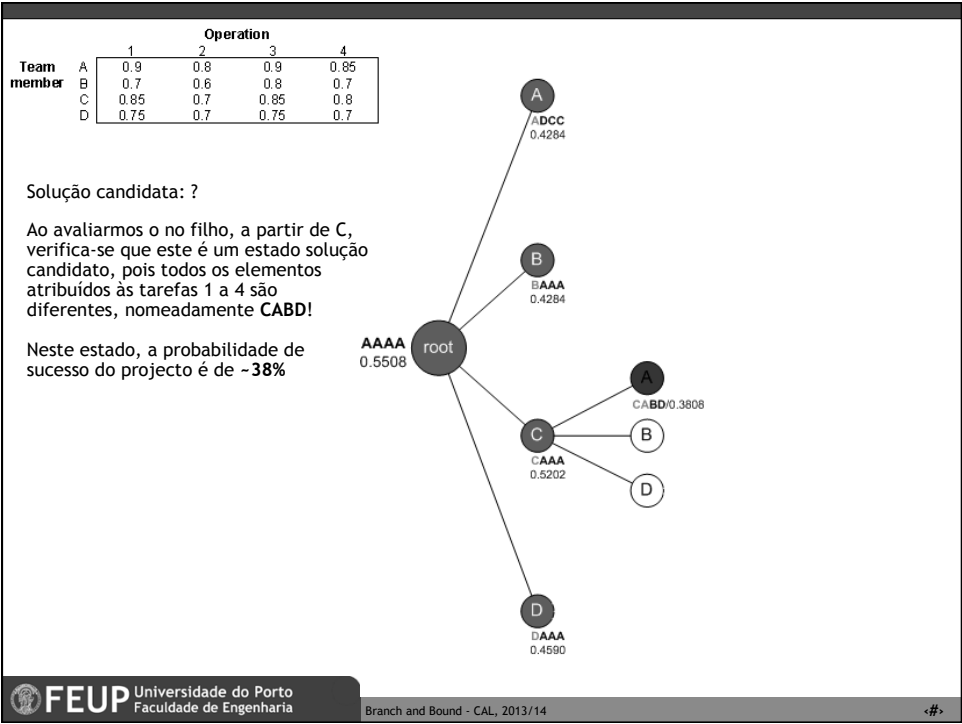 Operation
1 2 3 4
Team member
A 0.9 0.8 0.9 0.85
B 0.7 0.6 0.8 0.7
C 0.85 0.7 0.85 0.8
D 0.75 0.7 0.75 0.7
Solução candidata: ?
Ao avaliarmos o no filho, a partir de C,
verifica-se que este é um estado solução
candidato, pois todos os elementos
atribuídos às tarefas 1 a 4 são
diferentes, nomeadamente CABD!
Neste estado, a probabilidade de
sucesso do projecto é de ~38%
A
ADCC
0.4284
B
BAAA
0.4284
AAAA
0.5508
root
A
CABD/0.3808
C
CAAA
0.5202
B
D
D
DAAA
0.4590
FEUP Universidade do Porto
Faculdade de Engenharia
Branch and Bound - CAL, 2013/14
‹#›